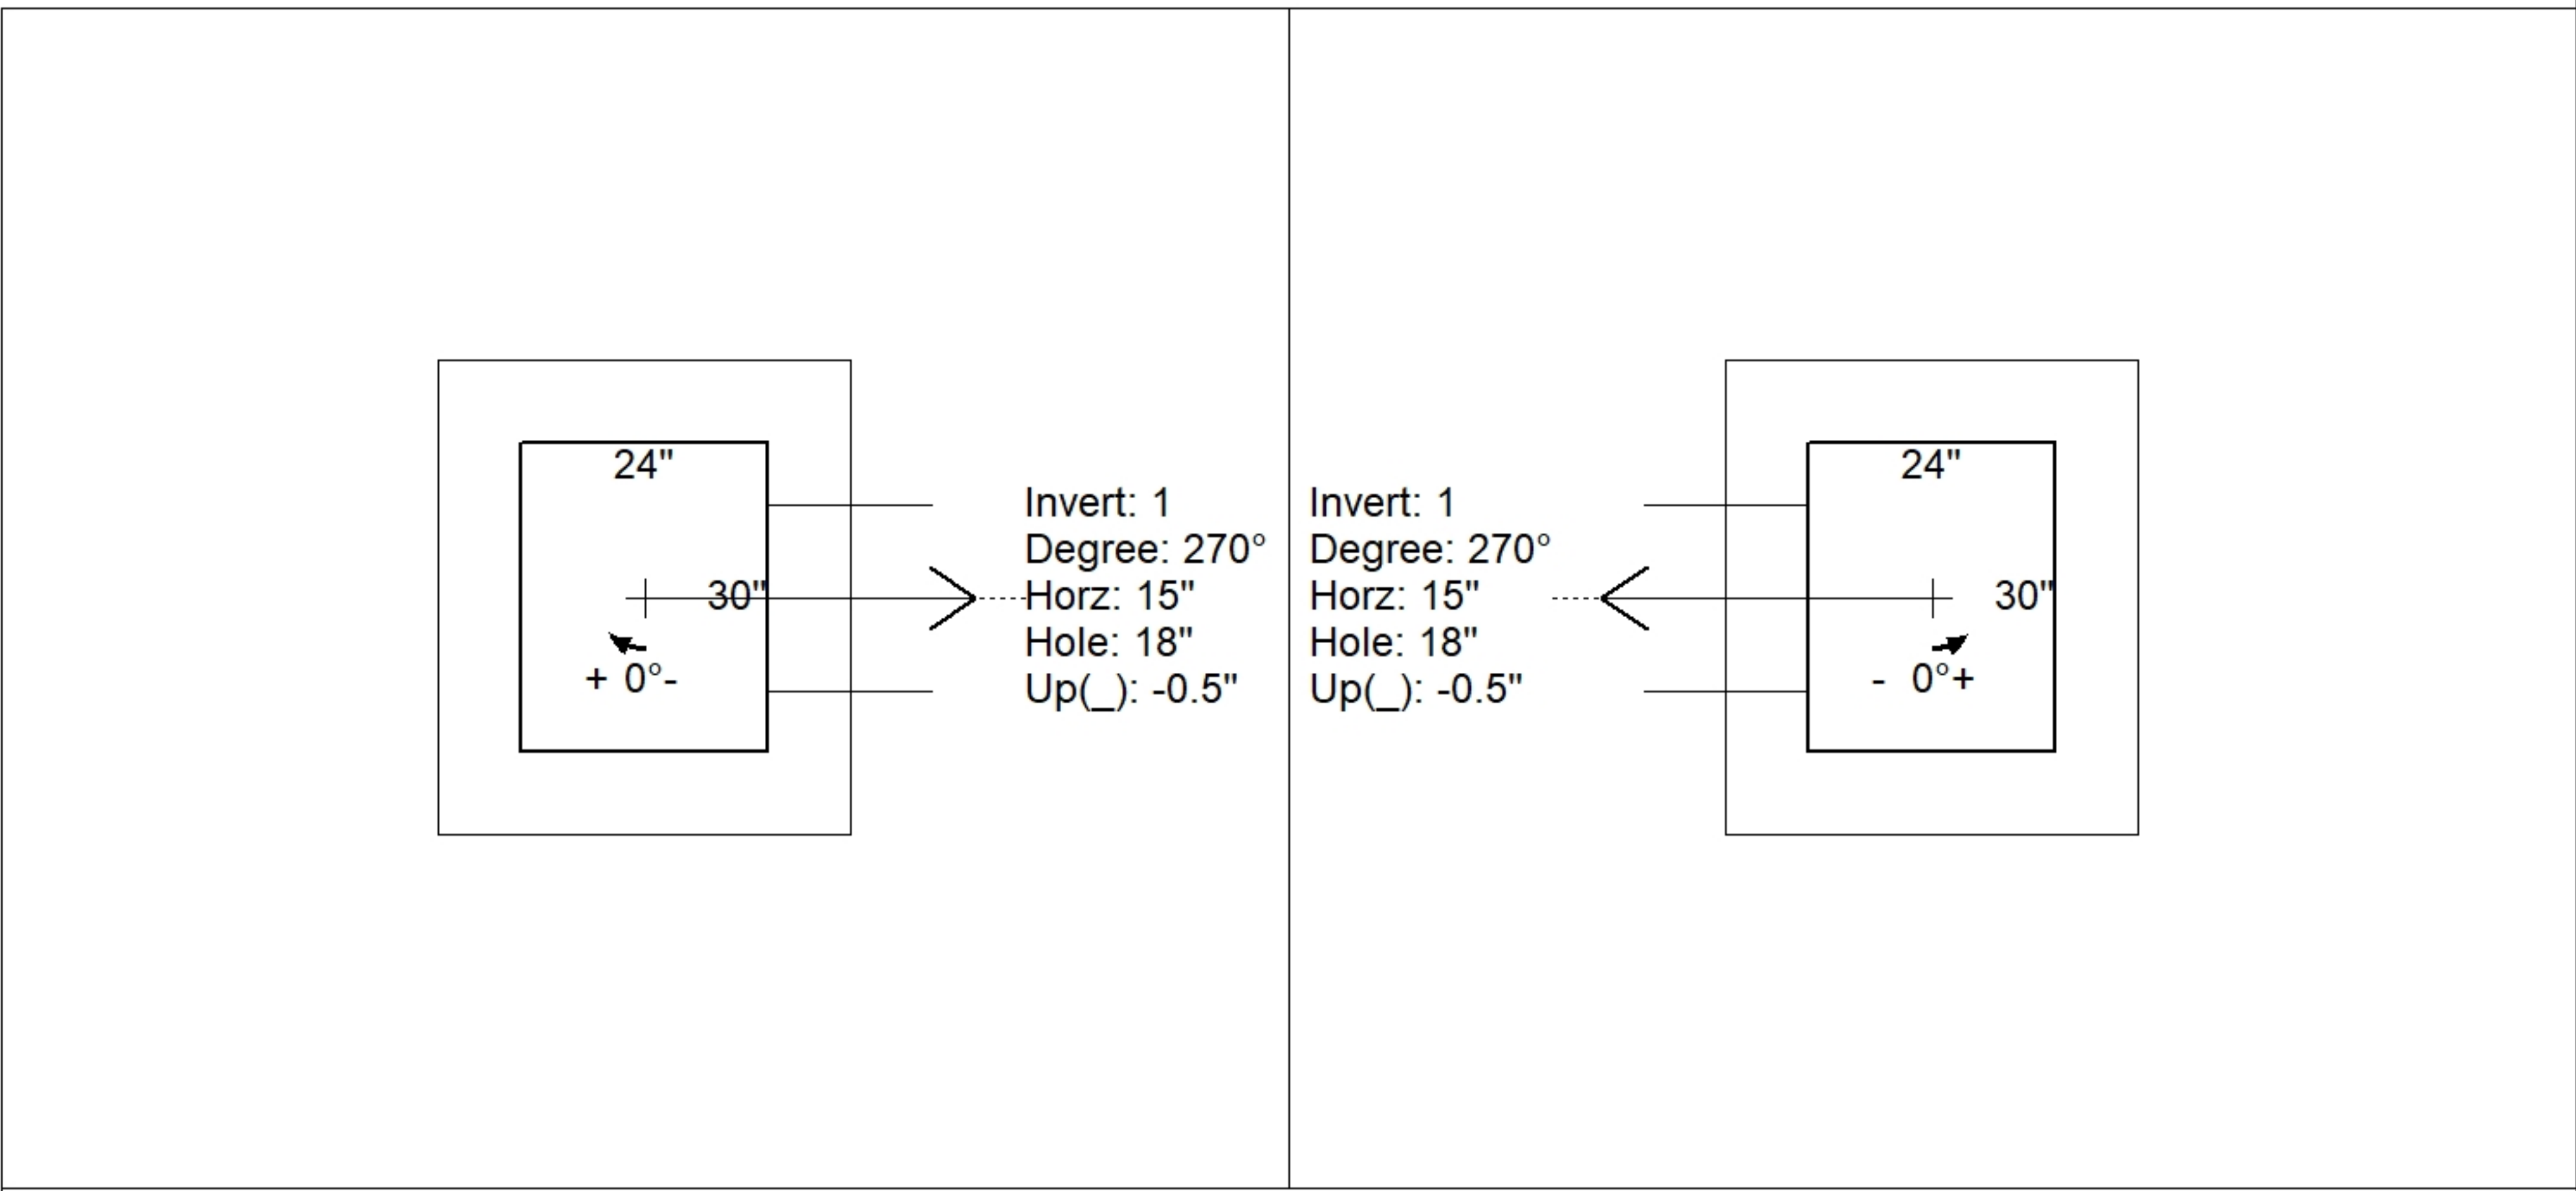 24"
30"
+ 0°-
Invert: 1
Degree: 270°
Horz: 15"
Hole: 18"
Up(_): -0.5"
Invert: 1
Degree: 270°
Horz: 15"
Hole: 18"
Up(_): -0.5"
24"
30"
- 0°+